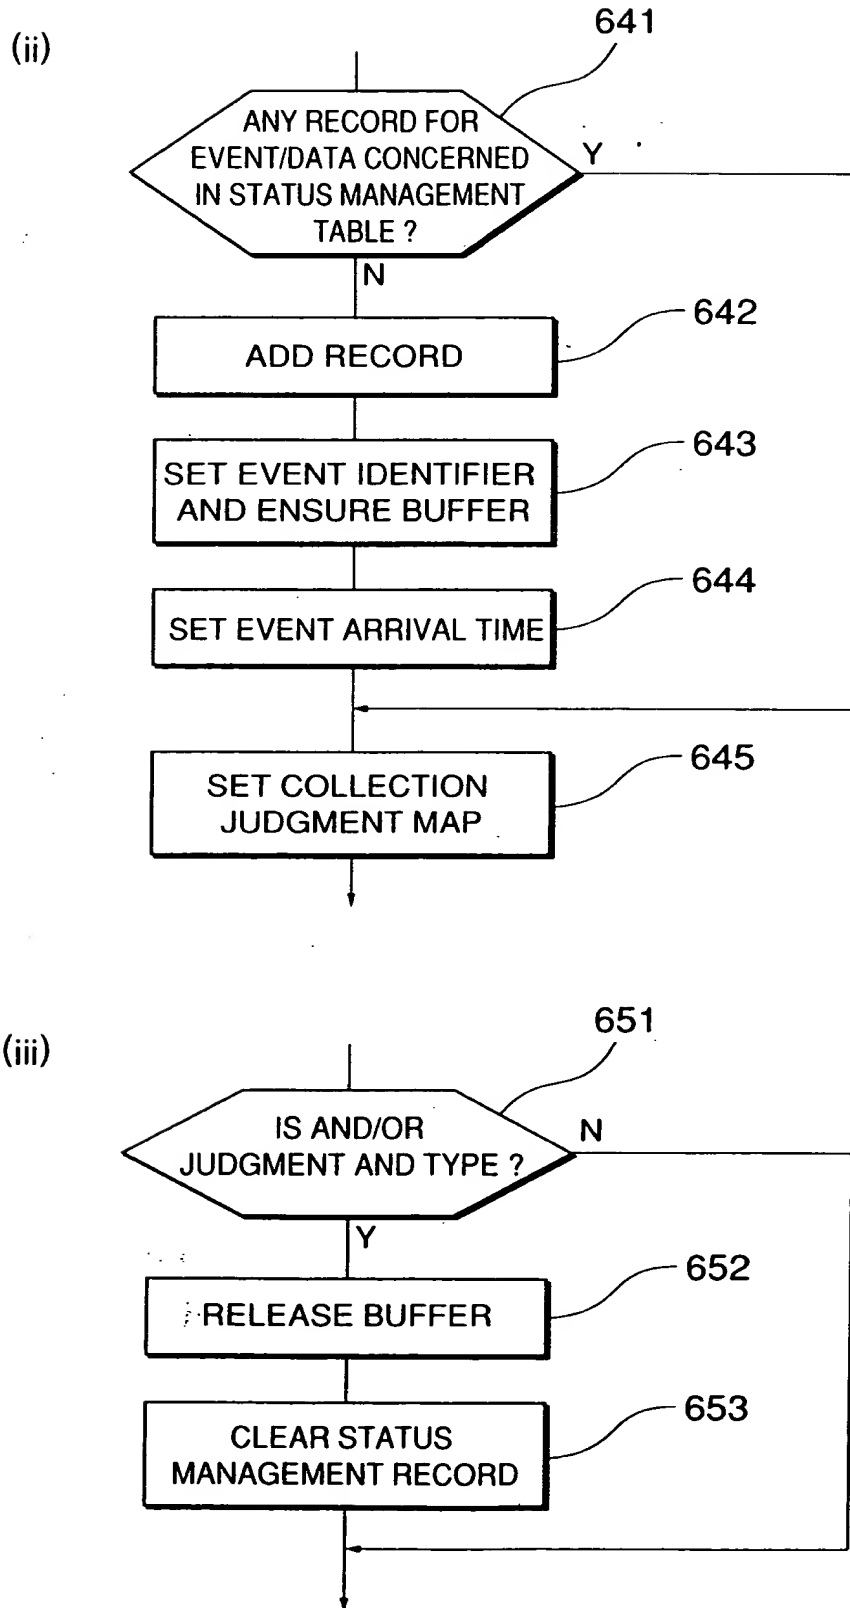 (ii)
641
ANY RECORD FOR
EVENT/DATA CONCERNED
IN STATUS MANAGEMENT
TABLE ?
Y
N
642
ADD RECORD
643
SET EVENT IDENTIFIER
AND ENSURE BUFFER
644
SET EVENT ARRIVAL TIME
645
SET COLLECTION
JUDGMENT MAP
(iii)
651
IS AND/OR
JUDGMENT AND TYPE ?
N
Y
652
RELEASE BUFFER
653
CLEAR STATUS
MANAGEMENT RECORD